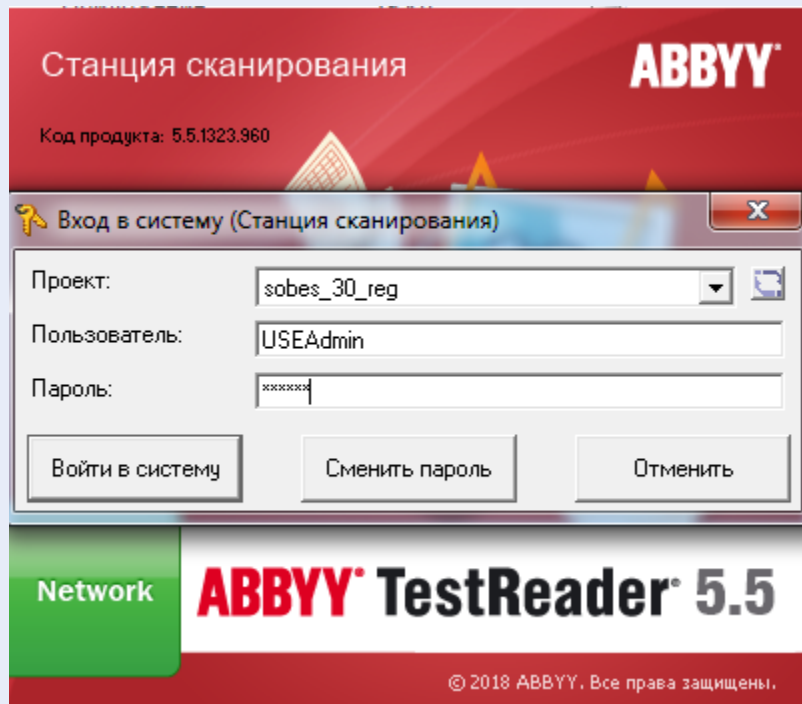 Станция сканирования
ABBYY
Код продукта: 5.5.1323.960
Вход в систему (Станция сканирования)
Проект:
sobes_30_reg
Пользователь:
USEAdmin
Пароль:
******
Войти в систему
Сменить пароль
Отменить
Network
ABBYY® TestReader® 5.5
© 2018 ABBYY. Все права защищены.